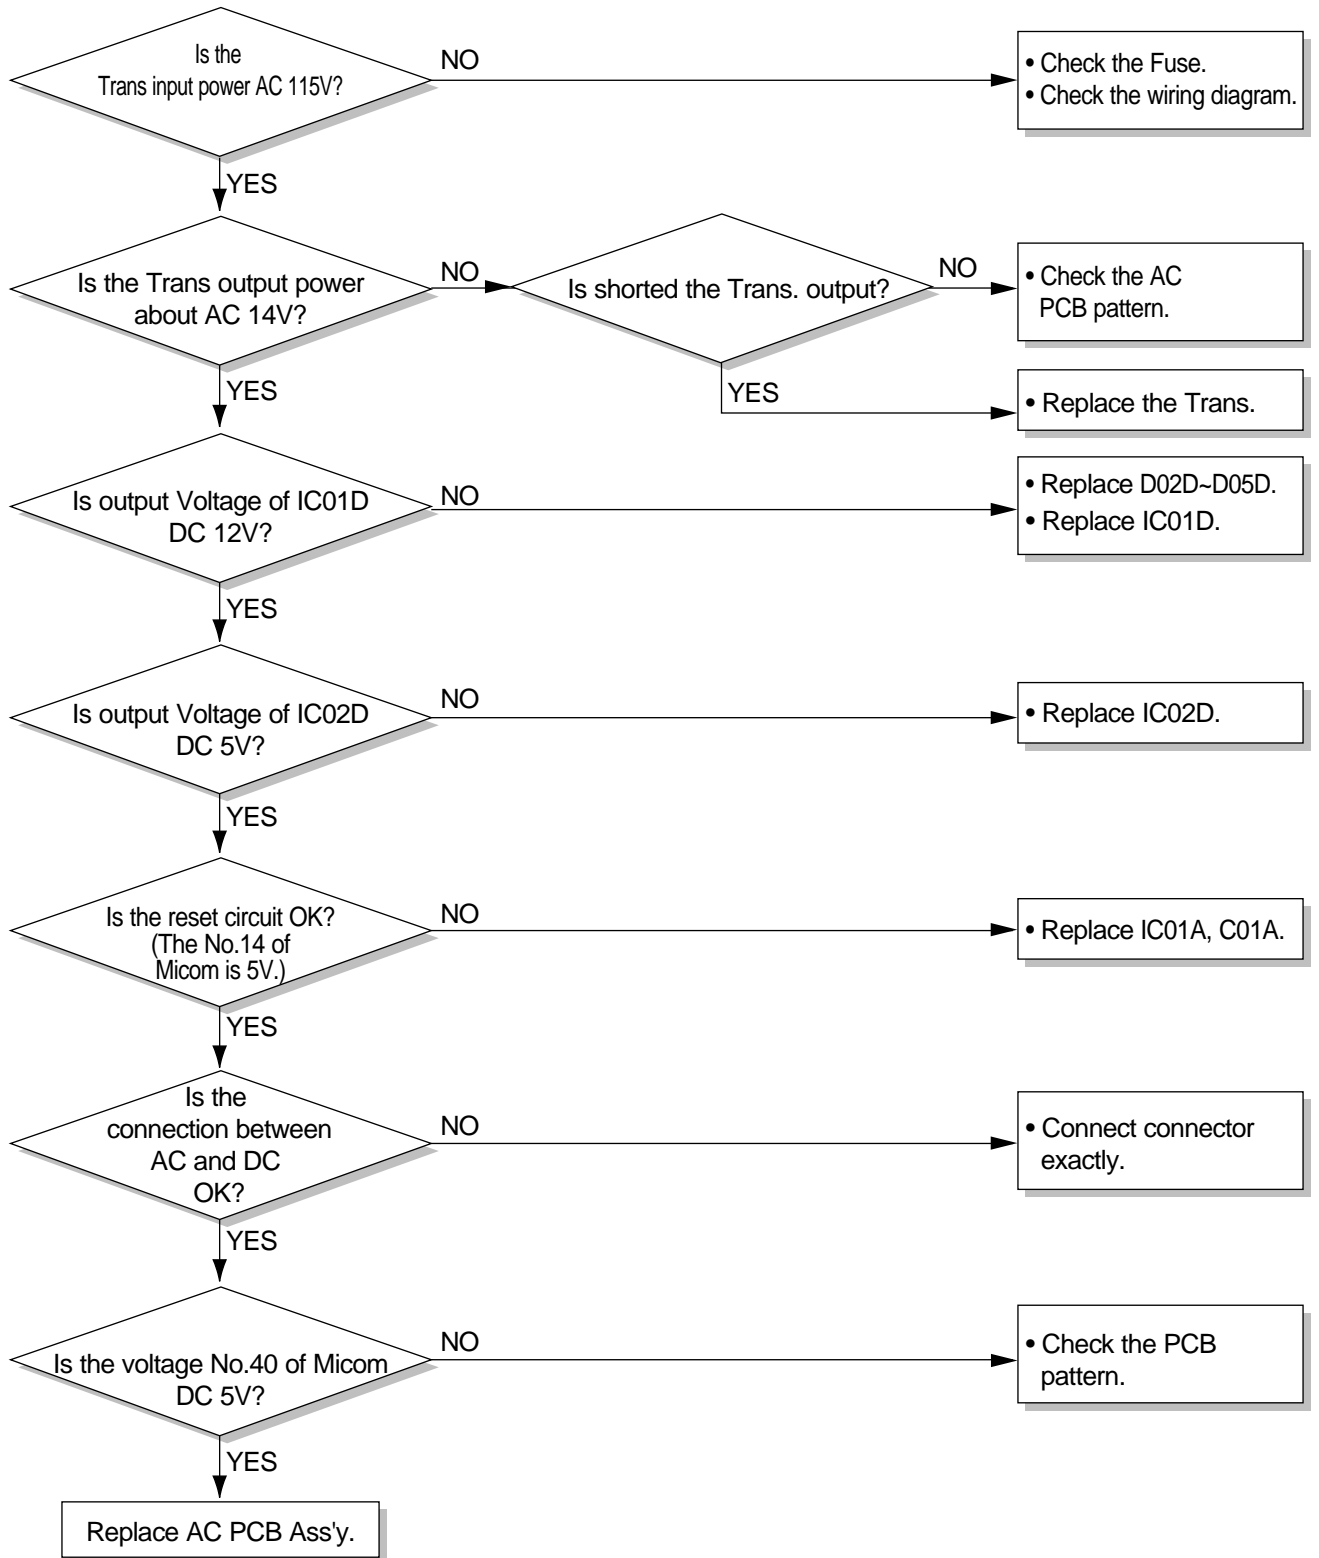 Is the
Trans input power AC 115V?
NO
• Check the Fuse.
• Check the wiring diagram.
YES
Is the Trans output power
about AC 14V?
NO
Is shorted the Trans. output?
NO
• Check the AC
PCB pattern.
YES
• Replace the Trans.
YES
Is output Voltage of IC01D
DC 12V?
NO
• Replace D02D~D05D.
• Replace IC01D.
YES
Is output Voltage of IC02D
DC 5V?
NO
• Replace IC02D.
YES
Is the reset circuit OK?
(The No.14 of
Micom is 5V.)
NO
• Replace IC01A, C01A.
YES
Is the
connection between
AC and DC
OK?
NO
• Connect connector
exactly.
YES
Is the voltage No.40 of Micom
DC 5V?
NO
• Check the PCB
pattern.
YES
Replace AC PCB Ass'y.